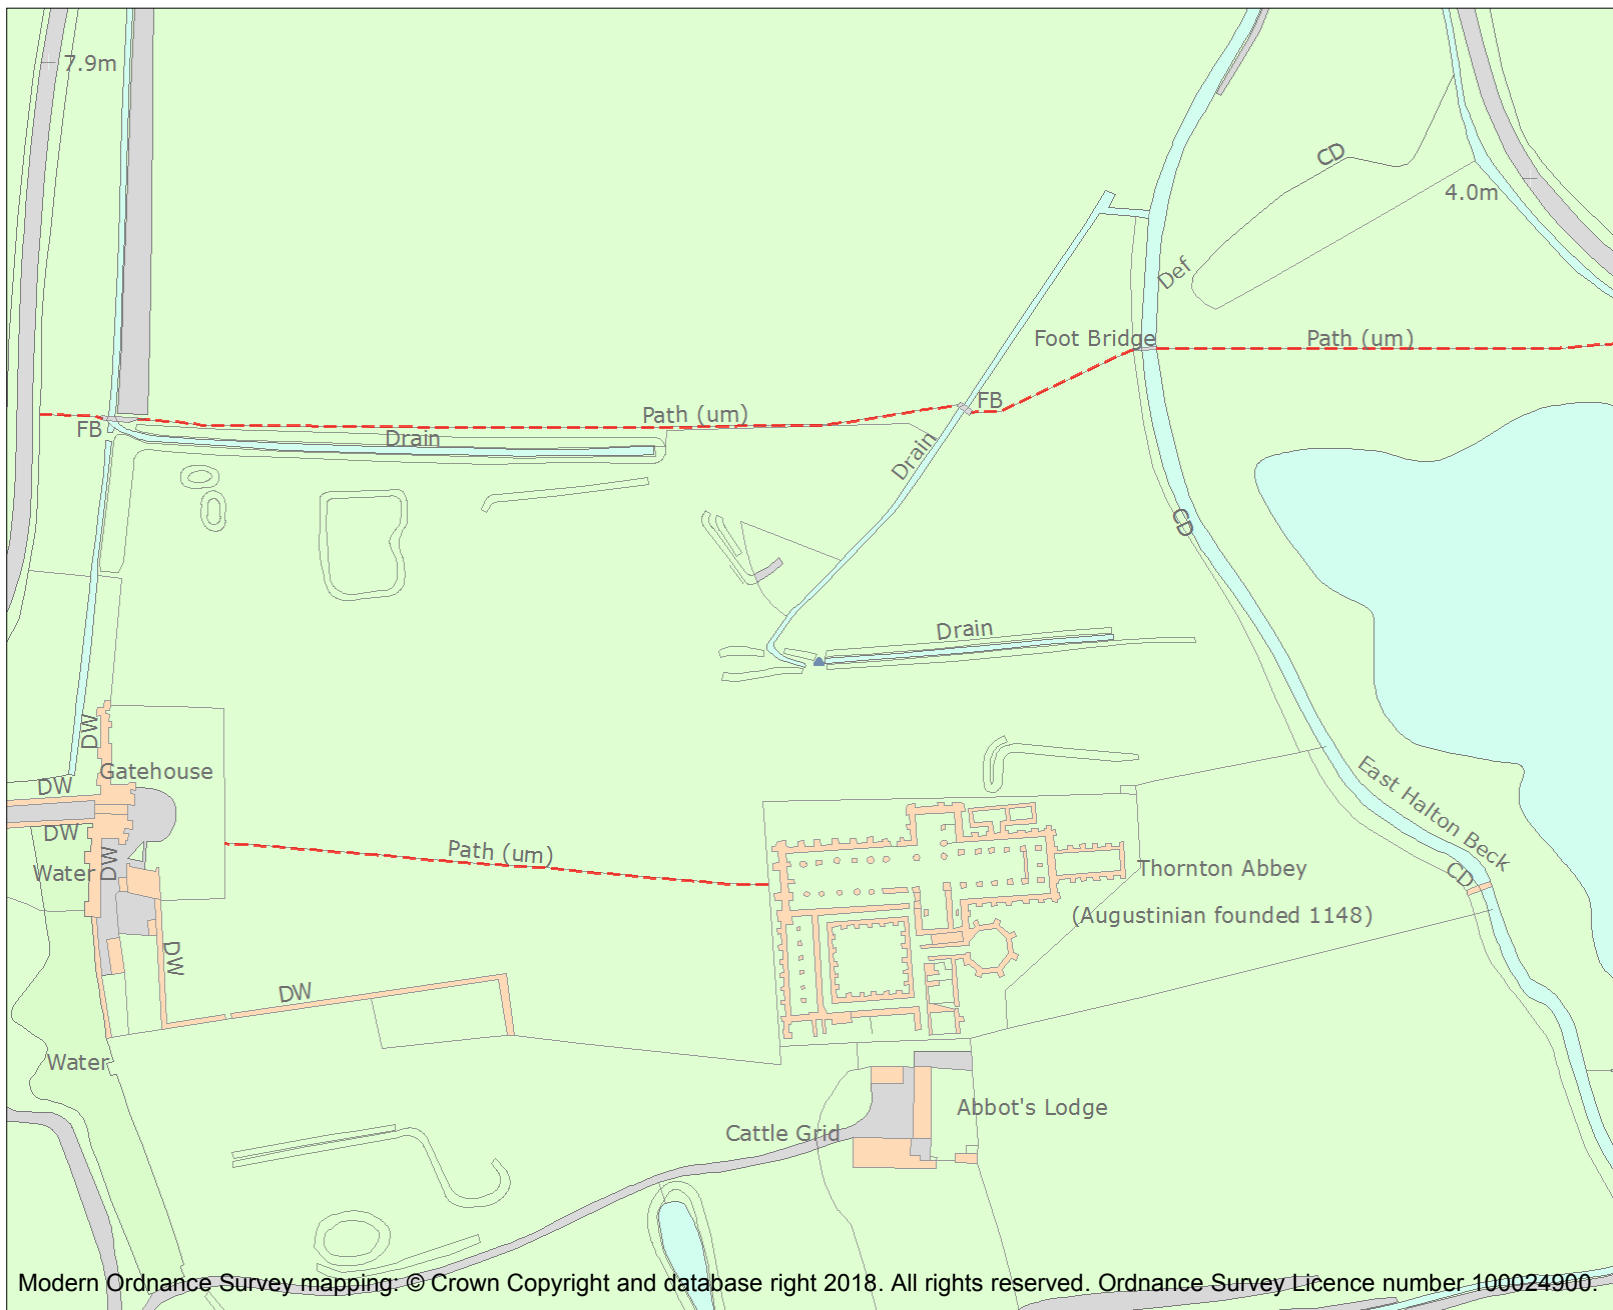 7.9m
CD
4.0m
Def
Foot Bridge
Path (um)
FB
Path (um)
FB
Drain
Drain
CD
Drain
DW
Gatehouse
DW
DW
DW
Water
Path (um)
East Halton Beck
CD
Thornton Abbey
(Augustinian founded 1148)
DW
DW
Water
Abbot's Lodge
Cattle Grid
Modern Ordnance Survey mapping: © Crown Copyright and database right 2018. All rights reserved. Ordnance Survey Licence number 100024900.